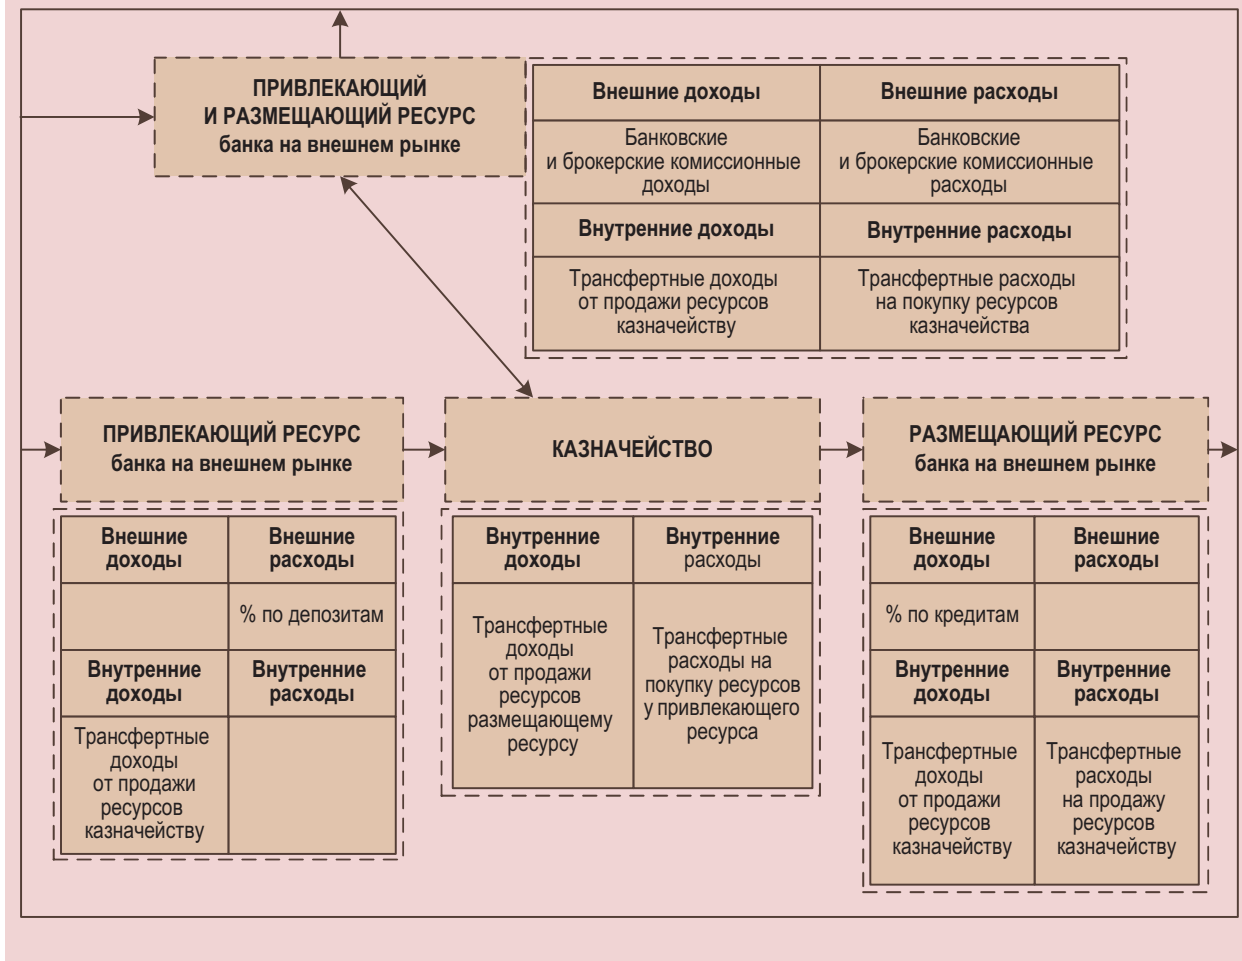 ПРИВЛЕКАЮЩИЙ
И РАЗМЕЩАЮЩИЙ РЕСУРС
банка на внешнем рынке
Внешние доходы
Внешние расходы
Банковские
и брокерские комиссионные
доходы
Банковские
и брокерские комиссионные
расходы
Внутренние доходы
Внутренние расходы
Трансфертные доходы
от продажи ресурсов
казначейству
Трансфертные расходы
на покупку ресурсов
казначейства
ПРИВЛЕКАЮЩИЙ РЕСУРС
банка на внешнем рынке
Внешние
доходы
Внешние
расходы
% по депозитам
Внутренние
доходы
Внутренние
расходы
Трансфертные
доходы
от продажи
ресурсов
казначейству
КАЗНАЧЕЙСТВО
Внутренние
доходы
Внутренние
расходы
Трансфертные
доходы
от продажи
ресурсов
размещающему
ресурсу
Трансфертные
расходы на
покупку ресурсов
у привлекающего
ресурса
РАЗМЕЩАЮЩИЙ РЕСУРС
банка на внешнем рынке
Внешние
доходы
Внешние
расходы
% по кредитам
Внутренние
доходы
Внутренние
расходы
Трансфертные
доходы
от продажи
ресурсов
казначейству
Трансфертные
расходы
на продажу
ресурсов
казначейству